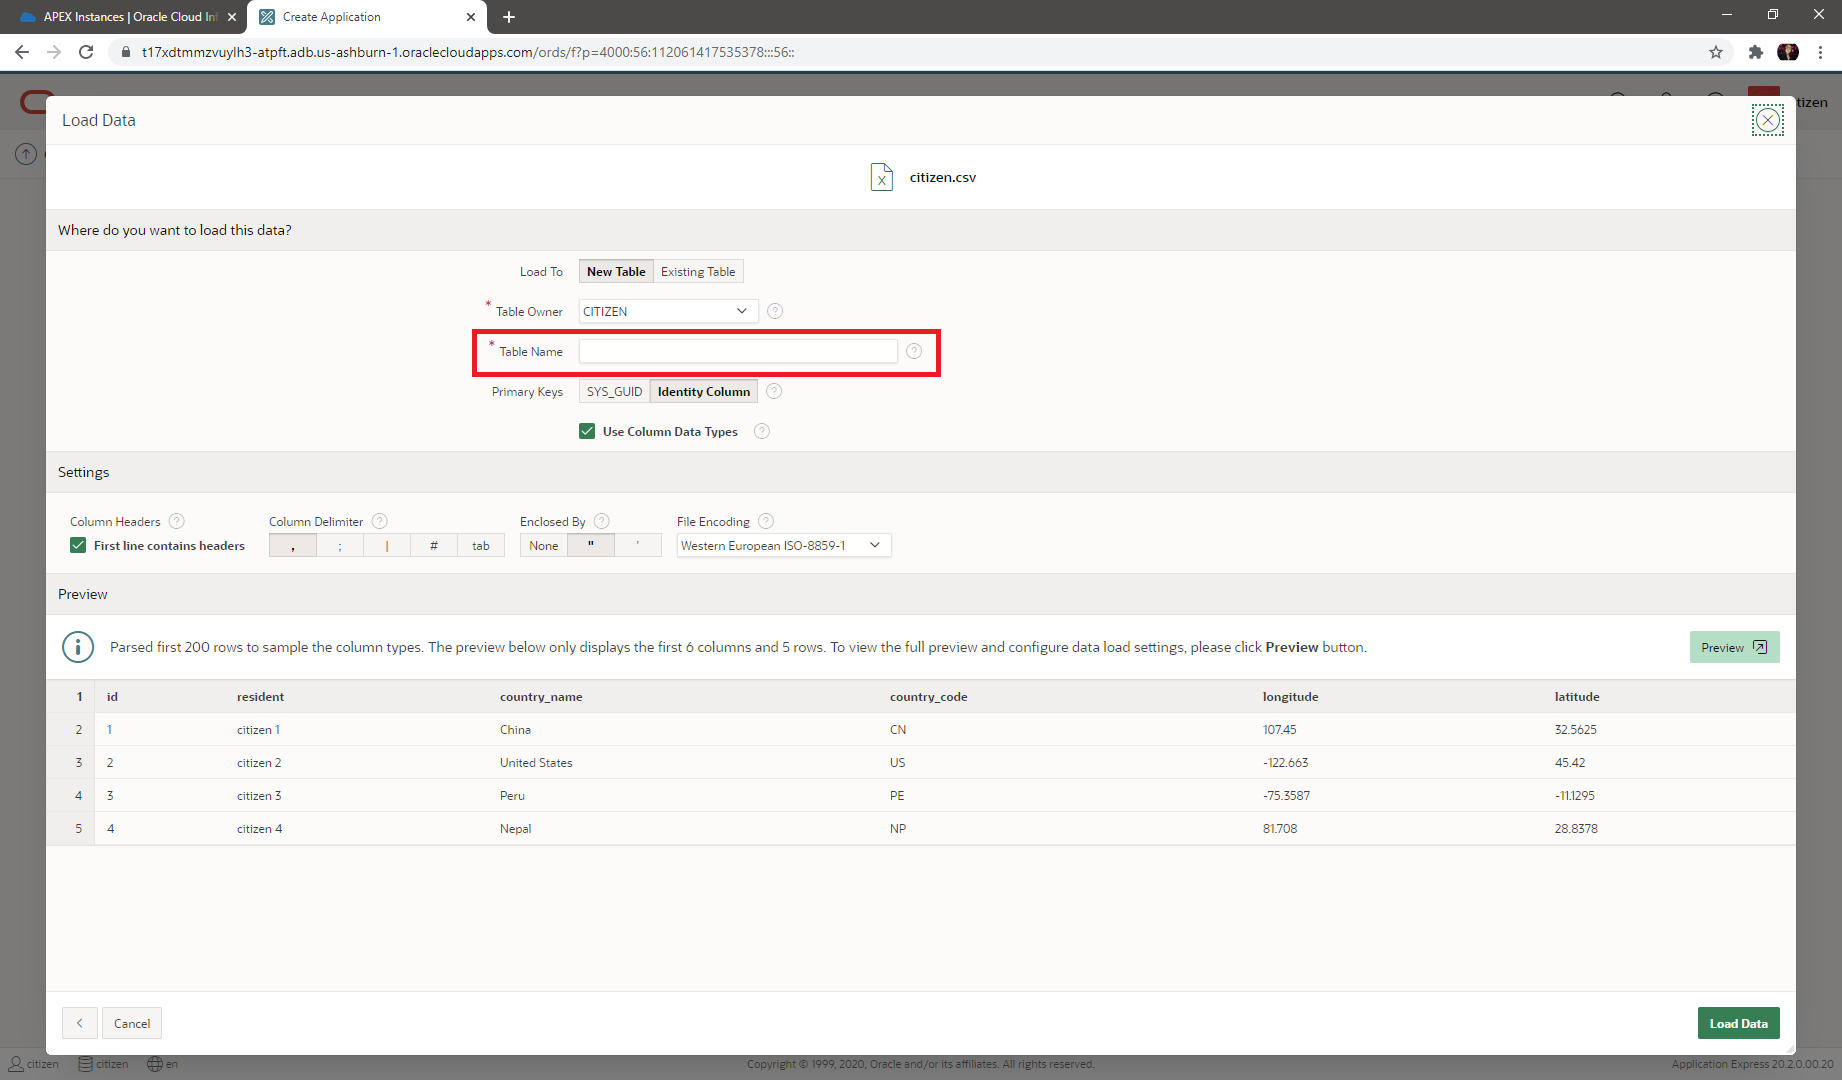 APEX Instances | Oracle Cloud Inf
Create Application
t17xdtmmzvuylh3-atpft.adb.us-ashburn-1.oraclecloudapps.com/ords/f?p=4000:56:112061417535378:::56::
tizen
Load Data
X
citizen.csv
Where do you want to load this data?
Load To New Table Existing Table
* Table Owner CITIZEN ?
* Table Name ?
Primary Keys SYS_GUID Identity Column ?
Use Column Data Types ?
Settings
Column Headers ? Column Delimiter ? Enclosed By ? File Encoding ?
First line contains headers , ; | # tab None " ' Western European ISO-8859-1
Preview
Parsed first 200 rows to sample the column types. The preview below only displays the first 6 columns and 5 rows. To view the full preview and configure data load settings, please click Preview button.
Preview
1 id resident country_name country_code longitude latitude
2 1 citizen 1 China CN 107.45 32.5625
3 2 citizen 2 United States US -122.663 45.42
4 3 citizen 3 Peru PE -75.3587 -11.1295
5 4 citizen 4 Nepal NP 81.708 28.8378
< Cancel Load Data
citizen citizen en Copyright © 1999, 2020, Oracle and/or its affiliates. All rights reserved. Application Express 20.2.0.00.20